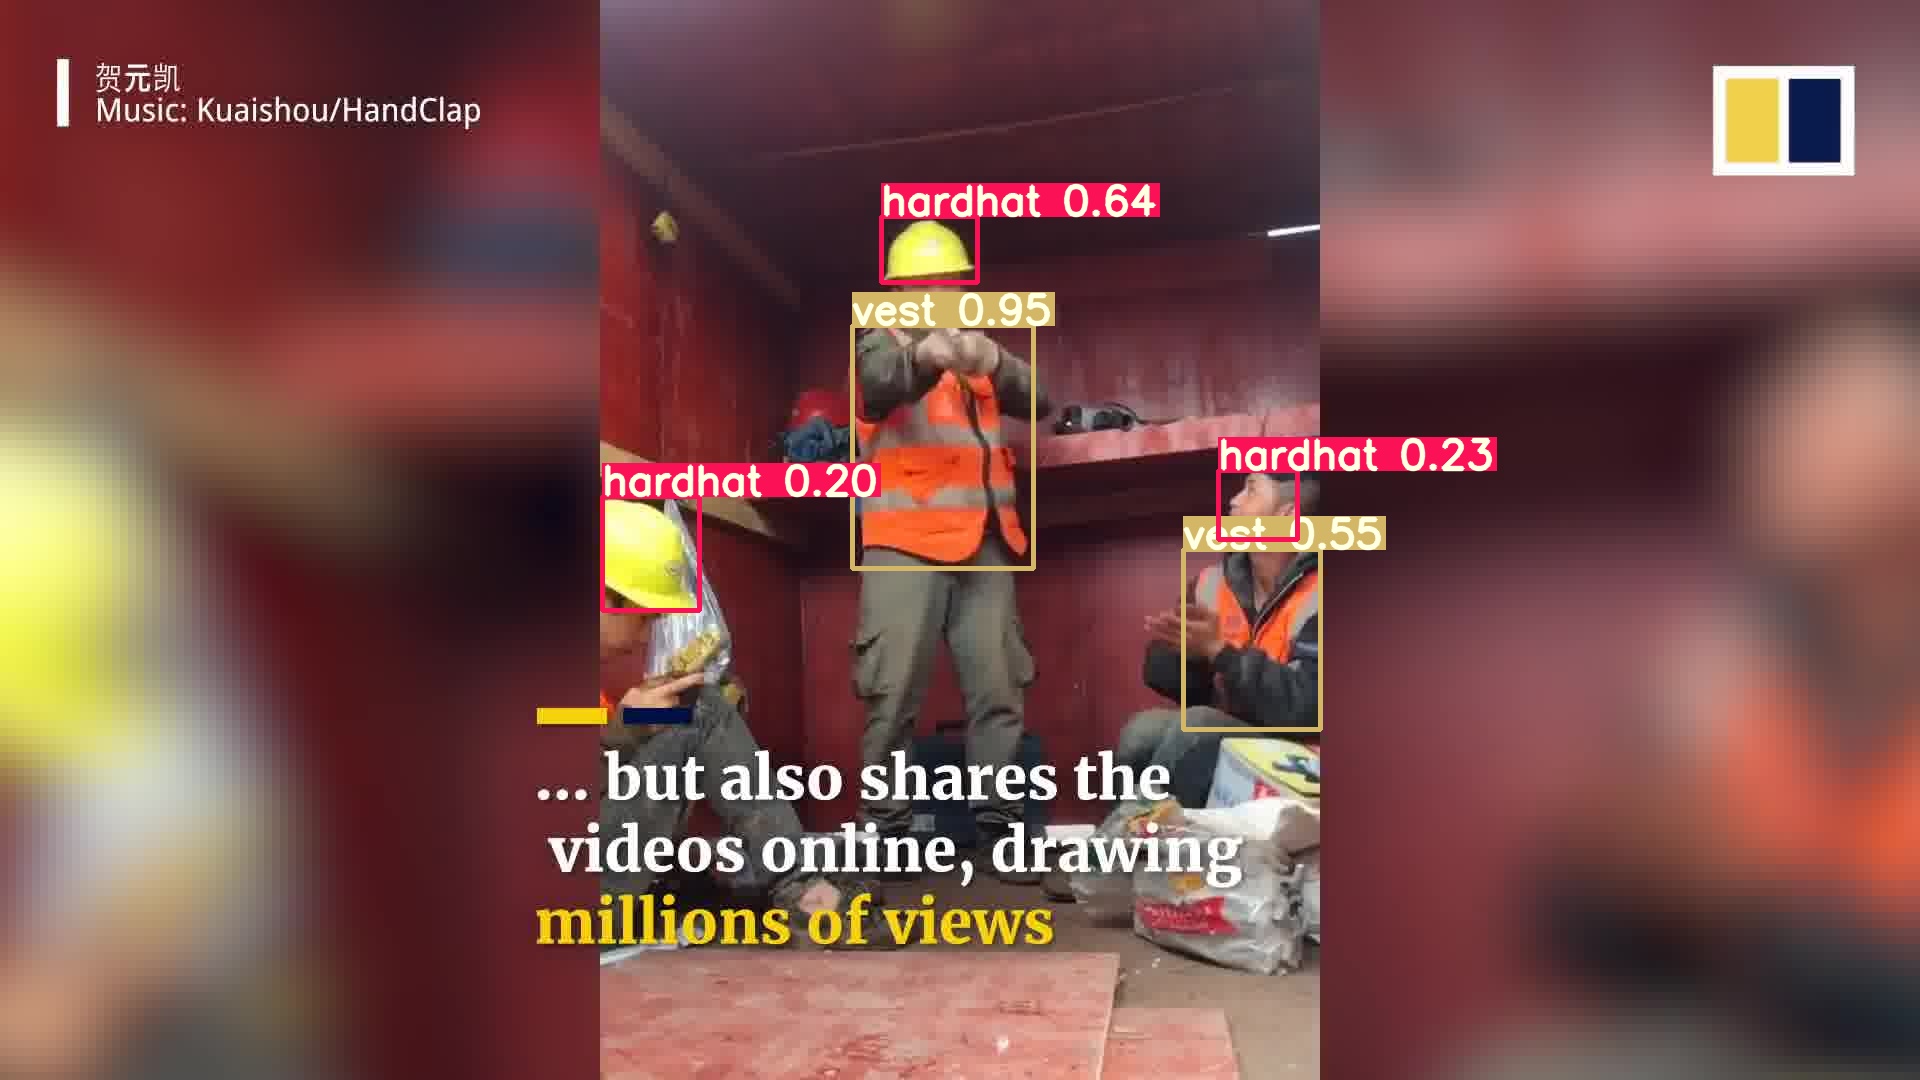 贺元凯
Music: Kuaishou/HandClap
hardhat 0.64
vest 0.95
hardhat 0.23
hardhat 0.20
vest 0.55
... but also shares the
videos online, drawing
millions of views